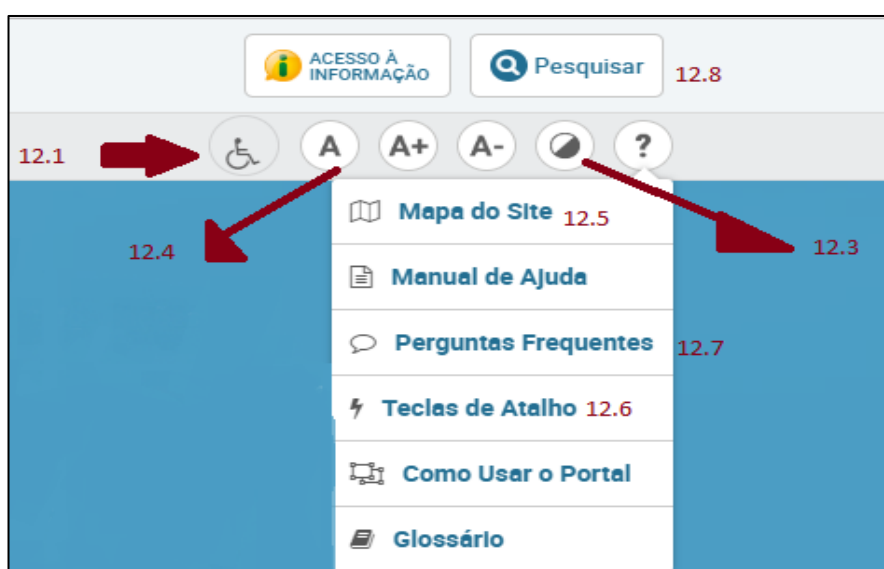 ACESSO À
INFORMAÇÃO
Pesquisar
12.8
12.1
A
A+
A-
?
Mapa do Site
12.5
12.4
12.3
Manual de Ajuda
Perguntas Frequentes
12.7
Teclas de Atalho
12.6
Como Usar o Portal
Glossário